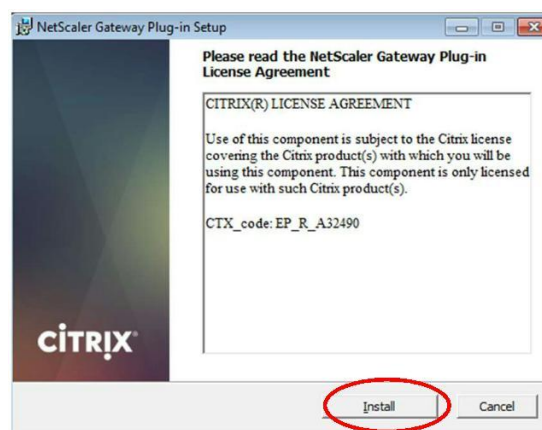 NetScaler Gateway Plug-in Setup
Please read the NetScaler Gateway Plug-in
License Agreement
CITRIX(R) LICENSE AGREEMENT
Use of this component is subject to the Citrix license
covering the Citrix product(s) with which you will be
using this component. This component is only licensed
for use with such Citrix product(s).
CTX_code: EP_R_A32490
CİTRIX
Install
Cancel